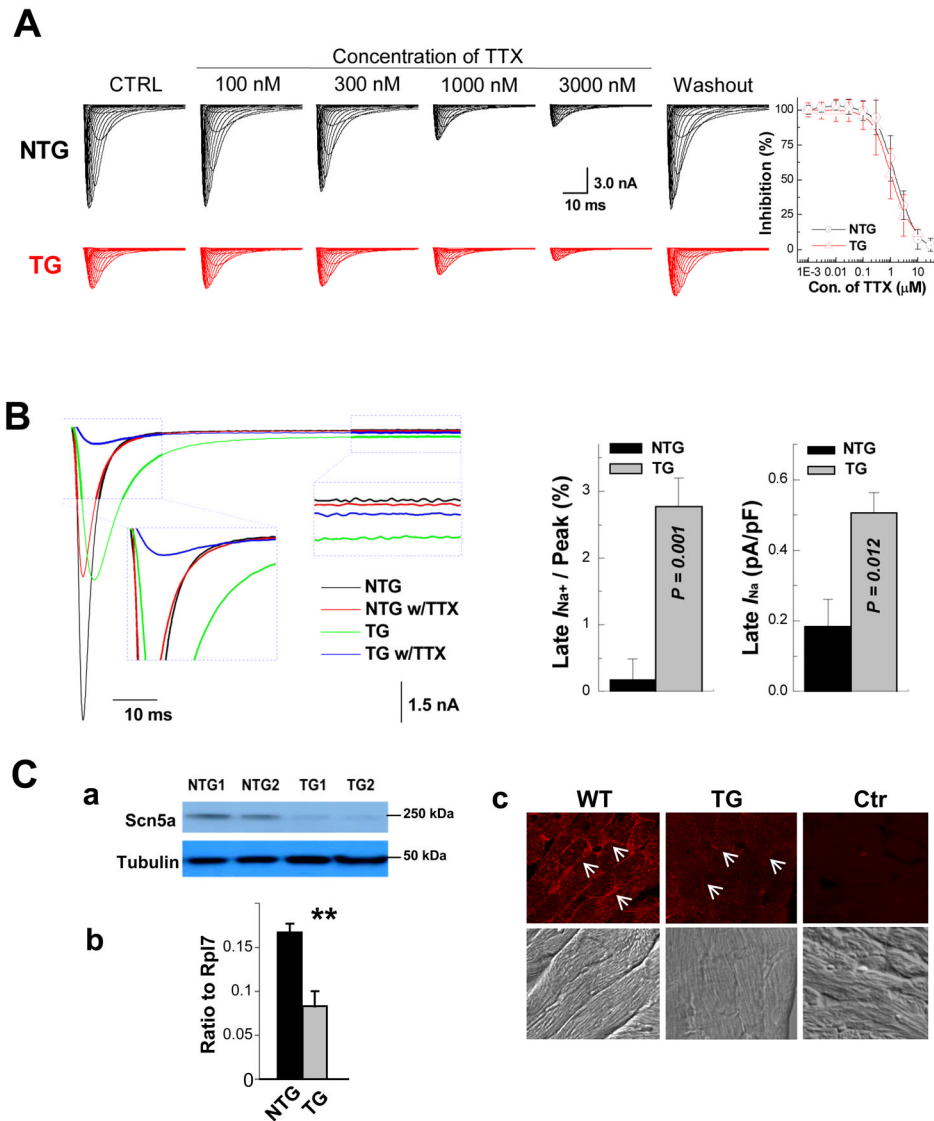 A
Concentration of TTX
CTRL 100 nM 300 nM 1000 nM 3000 nM Washout
NTG
TG
3.0 nA
10 ms
Inhibition (%)
100
75
50
25
0
NTG
TG
1E-3 0.01 0.1 1 10
Con. of TTX (μM)
B
NTG
NTG w/TTX
TG
TG w/TTX
10 ms
1.5 nA
Late INa+ / Peak (%)
3
2
1
0
NTG
TG
P = 0.001
Late INa (pA/pF)
0.6
0.4
0.2
0.0
NTG
TG
P = 0.012
C
a
NTG1 NTG2 TG1 TG2
Scn5a
250 kDa
Tubulin
50 kDa
b
Ratio to Rpl7
0.15
0.1
0.05
0
**
NTG
TG
c
WT TG Ctr